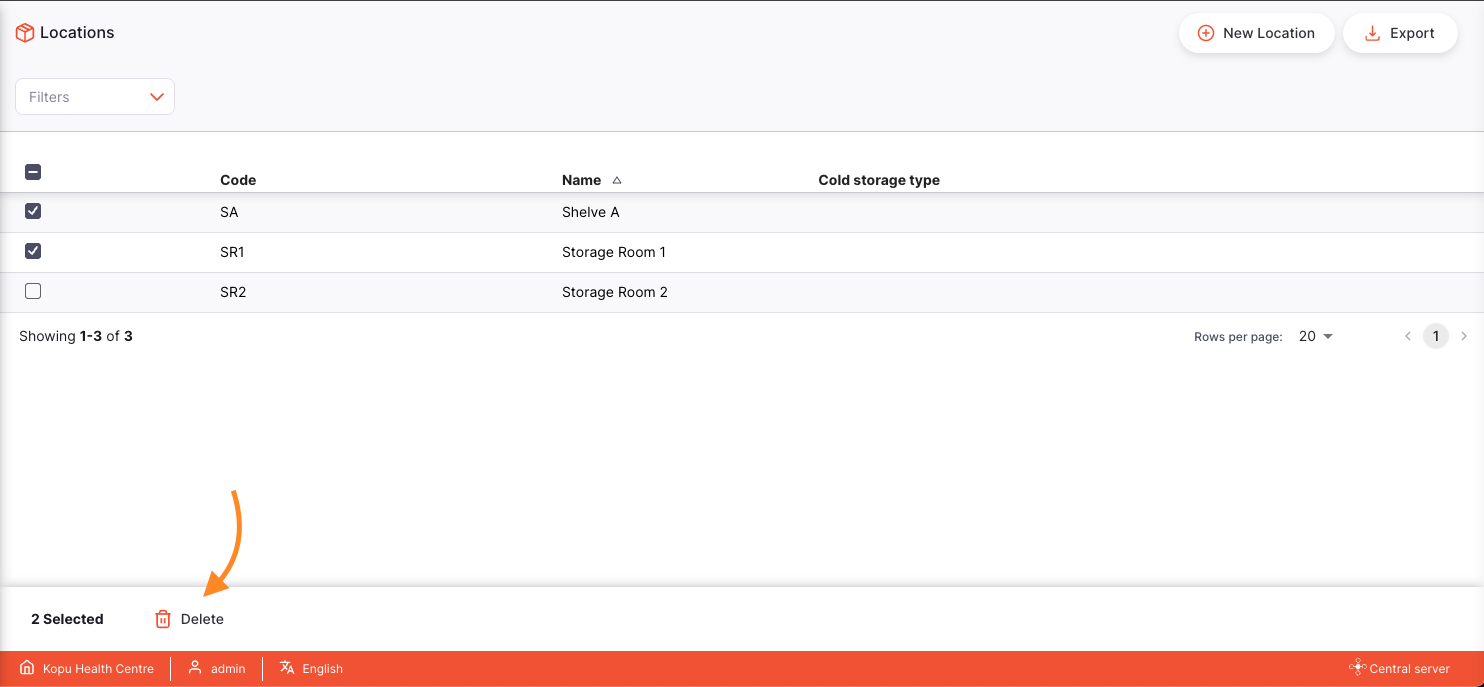 Locations
New Location
Export
Filters
Code Name Cold storage type
SA Shelve A
SR1 Storage Room 1
SR2 Storage Room 2
Showing 1-3 of 3
Rows per page: 20 1
2 Selected Delete
Kopu Health Centre admin English Central server